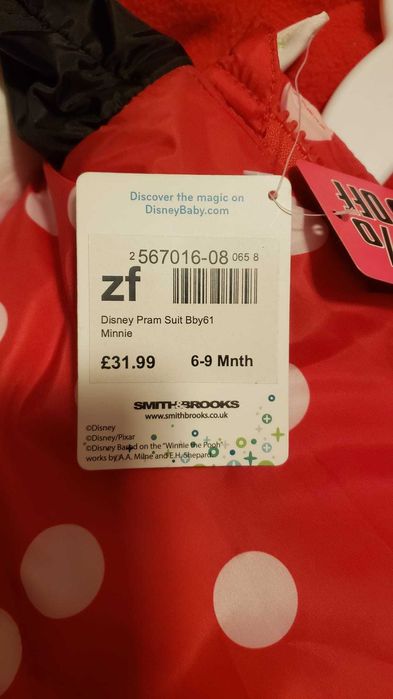 Discover the magic on
DisneyBaby.com
2 567016-08 065 8
zf
Disney Pram Suit Bby61
Minnie
£31.99 6-9 Mnth
SMITH&BROOKS
www.smithbrooks.co.uk
©Disney
©Disney/Pixar
©Disney Based on the "Winnie the Pooh"
works by A.A. Milne and E.H. Shepard.
%
OFF